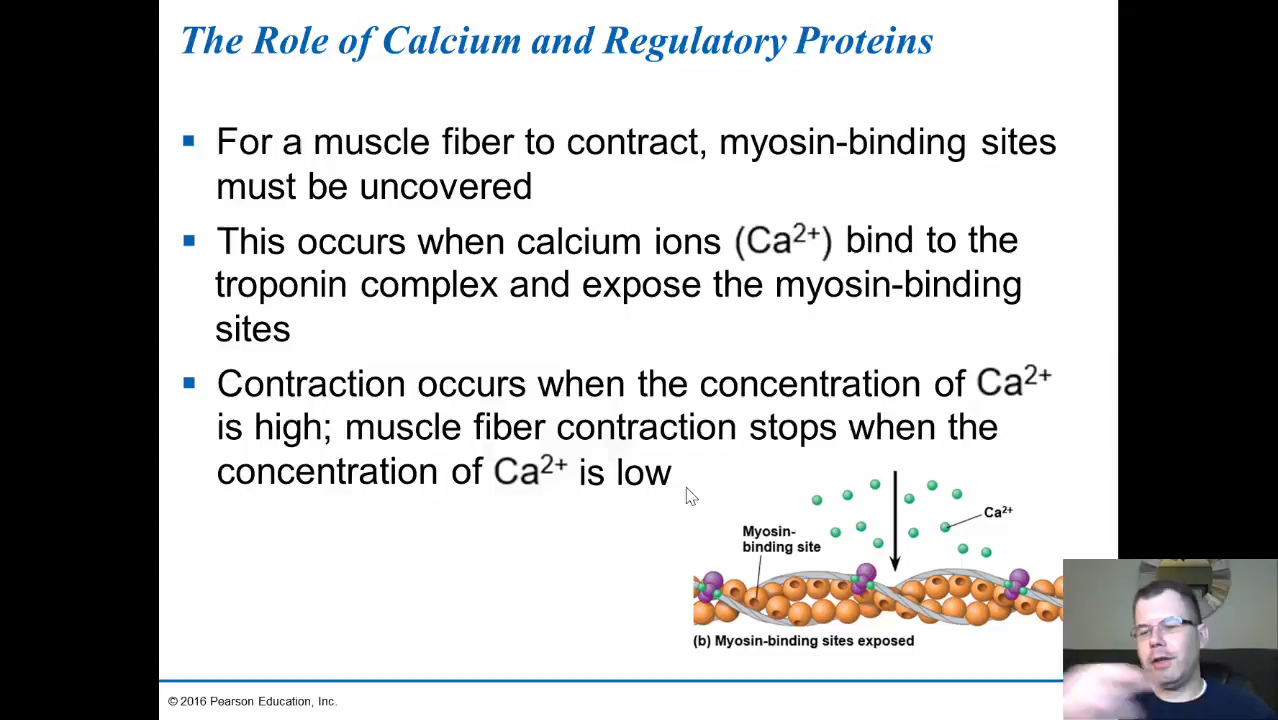 The Role of Calcium and Regulatory Proteins
▪ For a muscle fiber to contract, myosin-binding sites
must be uncovered
▪ This occurs when calcium ions (Ca²⁺) bind to the
troponin complex and expose the myosin-binding
sites
▪ Contraction occurs when the concentration of Ca²⁺
is high; muscle fiber contraction stops when the
concentration of Ca²⁺ is low
Ca²⁺
Myosin-
binding site
(b) Myosin-binding sites exposed
© 2016 Pearson Education, Inc.